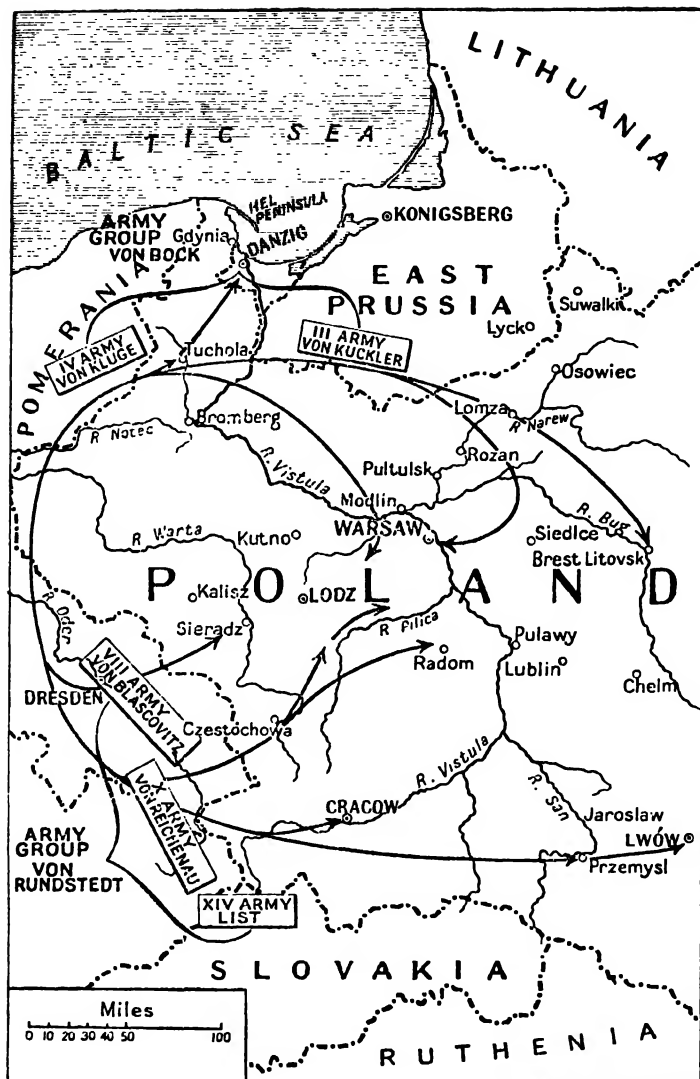 LITHUANIA
BALTIC SEA
HEL
PENINSULA
KONIGSBERG
ARMY
GROUP
VON BOCK
Gdynia
DANZIG
EAST
PRUSSIA
Suwalki
POMERANIA
IV ARMY
VON KLUGE
III ARMY
VON KUCKLER
Lyck
Tuchola
Osowiec
Lomza
R Narew
Bromberg
R Notec
R. Vistula
Rozan
Pultulsk
Modlin
R. Bug
R Warta
Kutno
WARSAW
Siedlce
Brest Litovsk
POLAND
R Oder
Kalisz
LODZ
Sieradz
R Pilica
Pulawy
Radom
Lublin
Chelm
VIII ARMY
VON BLASCOVITZ
DRESDEN
Czestochowa
R. Vistula
R. San
X ARMY
VON REICHENAU
CRACOW
Jaroslaw
LWÓW
ARMY
GROUP
VON
RUNDSTEDT
Przemysl
XIV ARMY
LIST
SLOVAKIA
Miles
0 10 20 30 40 50 100
RUTHENIA